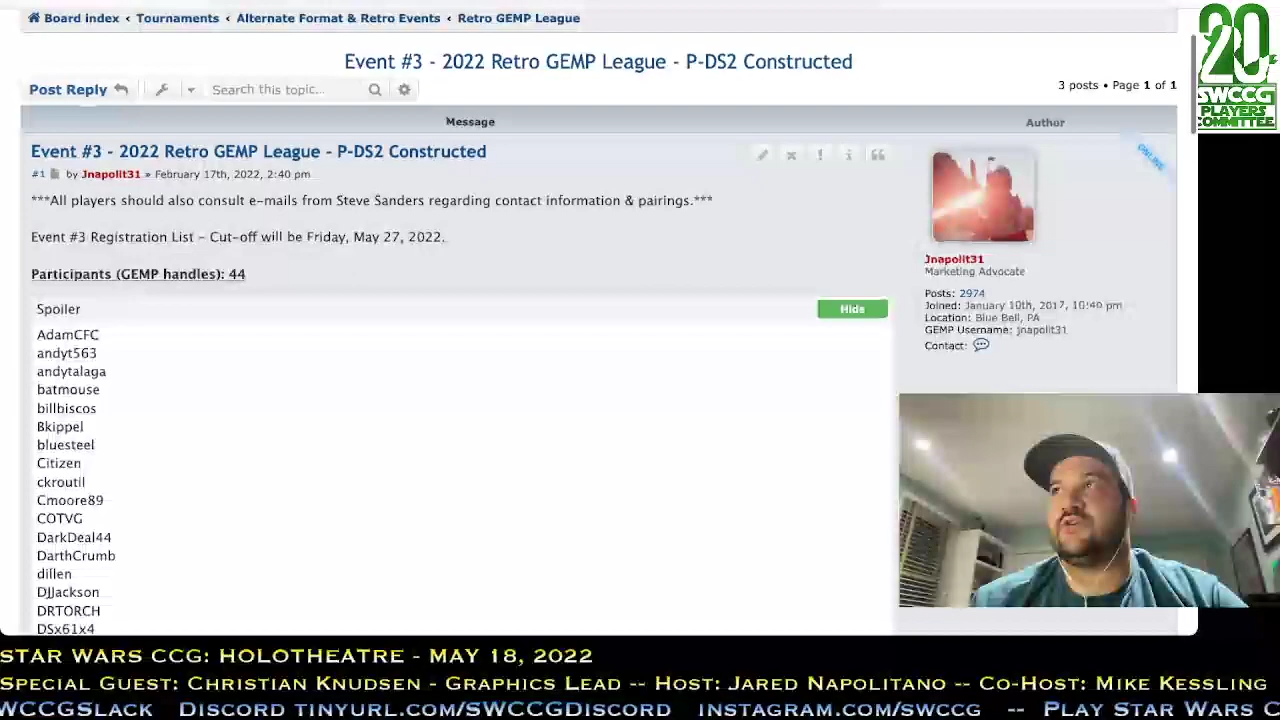 Board index ‹ Tournaments ‹ Alternate Format & Retro Events ‹ Retro GEMP League
Event #3 - 2022 Retro GEMP League - P-DS2 Constructed
Post Reply
Search this topic...
3 posts • Page 1 of 1
Message
Author
Event #3 - 2022 Retro GEMP League - P-DS2 Constructed
#1 by Jnapolit31 » February 17th, 2022, 2:40 pm
***All players should also consult e-mails from Steve Sanders regarding contact information & pairings.***
Event #3 Registration List - Cut-off will be Friday, May 27, 2022.
Participants (GEMP handles): 44
Spoiler
Hide
AdamCFC
andyt563
andytalaga
batmouse
billbiscos
Bkippel
bluesteel
Citizen
ckroutil
Cmoore89
COTVG
DarkDeal44
DarthCrumb
dillen
DJJackson
DRTORCH
DSx61x4
ONLINE
Jnapolit31
Marketing Advocate
Posts: 2974
Joined: January 10th, 2017, 10:40 pm
Location: Blue Bell, PA
GEMP Username: jnapolit31
Contact:
20
SWCCG
PLAYERS
COMMITTEE
STAR WARS CCG: HOLOTHEATRE - MAY 18, 2022
SPECIAL GUEST: CHRISTIAN KNUDSEN - GRAPHICS LEAD -- HOST: JARED NAPOLITANO -- CO-HOST: MIKE KESSLING
WCCGSLACK DISCORD TINYURL.COM/SWCCGDISCORD INSTAGRAM.COM/SWCCG -- PLAY STAR WARS C